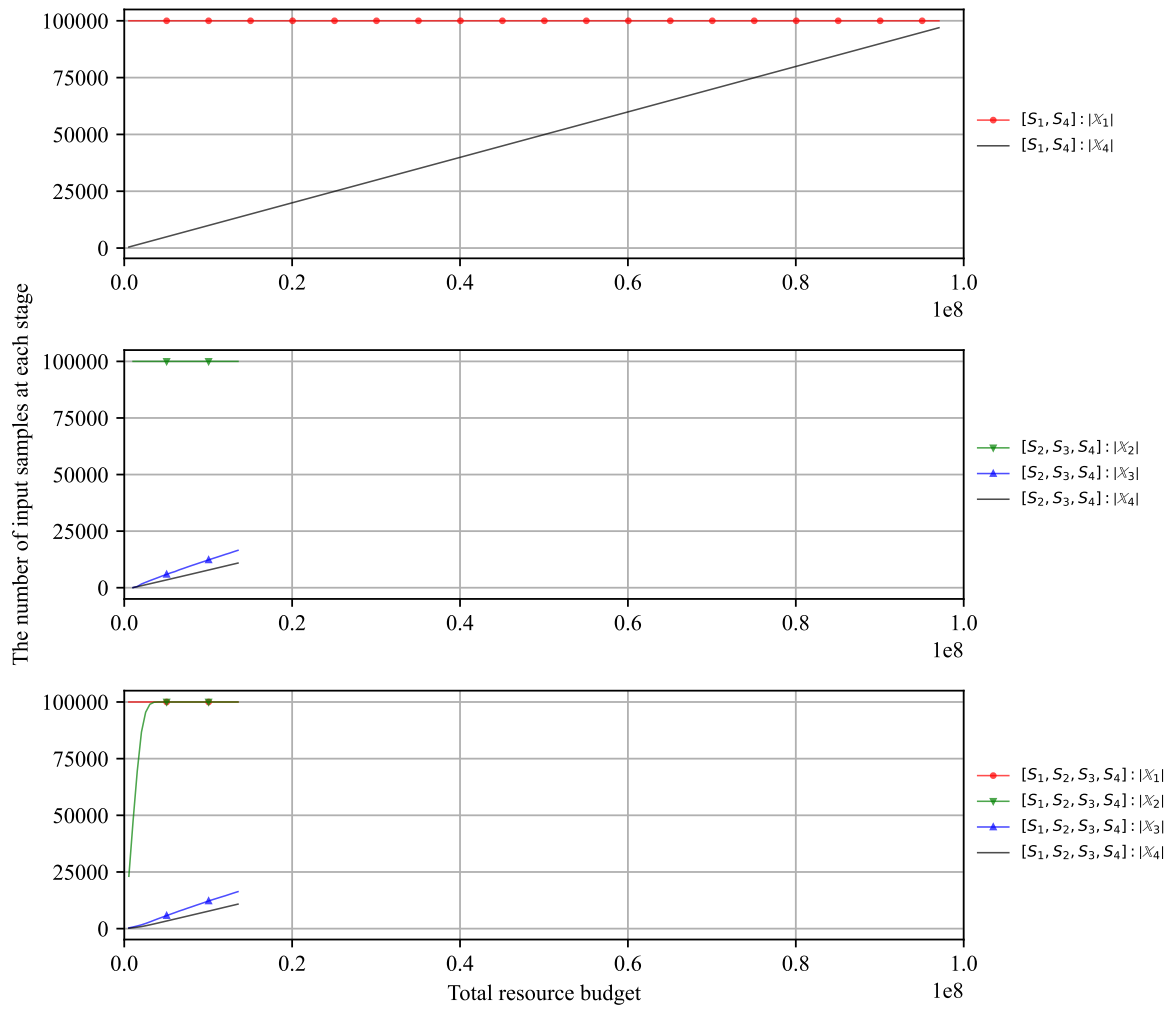 The number of input samples at each stage
100000
75000
50000
25000
0
0.0 0.2 0.4 0.6 0.8 1.0
1e8
[S₁, S₄] : |𝕏₁|
[S₁, S₄] : |𝕏₄|
100000
75000
50000
25000
0
0.0 0.2 0.4 0.6 0.8 1.0
1e8
[S₂, S₃, S₄] : |𝕏₂|
[S₂, S₃, S₄] : |𝕏₃|
[S₂, S₃, S₄] : |𝕏₄|
100000
75000
50000
25000
0
0.0 0.2 0.4 0.6 0.8 1.0
1e8
[S₁, S₂, S₃, S₄] : |𝕏₁|
[S₁, S₂, S₃, S₄] : |𝕏₂|
[S₁, S₂, S₃, S₄] : |𝕏₃|
[S₁, S₂, S₃, S₄] : |𝕏₄|
Total resource budget